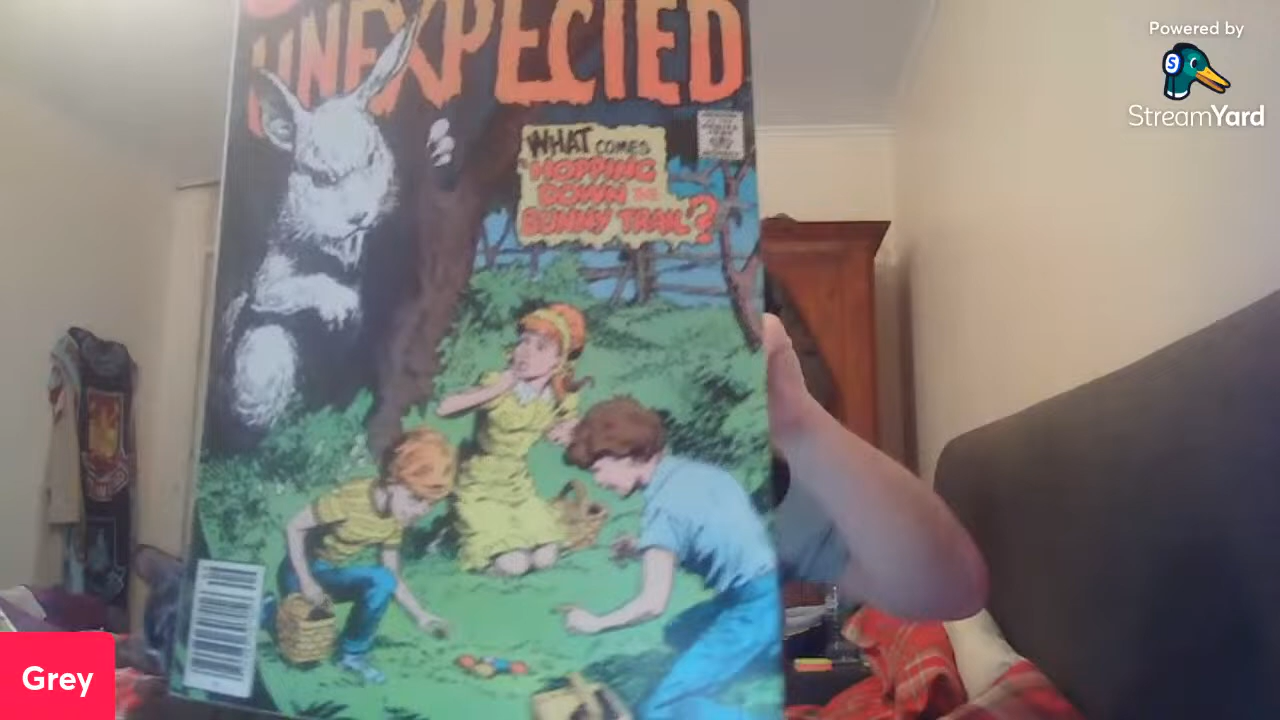 UNEXPECTED
WHAT COMES
HOPPING
DOWN THE
BUNNY TRAIL?
Powered by
StreamYard
Grey